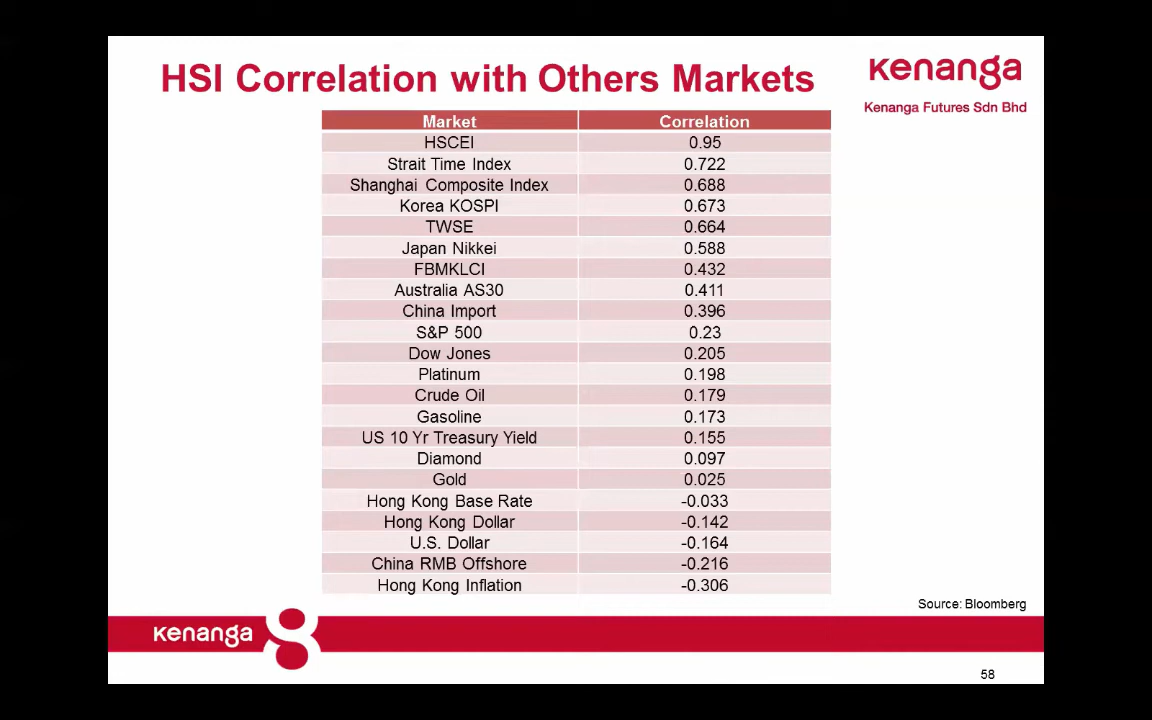 HSI Correlation with Others Markets
kenanga
Kenanga Futures Sdn Bhd
Market Correlation
HSCEI 0.95
Strait Time Index 0.722
Shanghai Composite Index 0.688
Korea KOSPI 0.673
TWSE 0.664
Japan Nikkei 0.588
FBMKLCI 0.432
Australia AS30 0.411
China Import 0.396
S&P 500 0.23
Dow Jones 0.205
Platinum 0.198
Crude Oil 0.179
Gasoline 0.173
US 10 Yr Treasury Yield 0.155
Diamond 0.097
Gold 0.025
Hong Kong Base Rate -0.033
Hong Kong Dollar -0.142
U.S. Dollar -0.164
China RMB Offshore -0.216
Hong Kong Inflation -0.306
Source: Bloomberg
kenanga
58